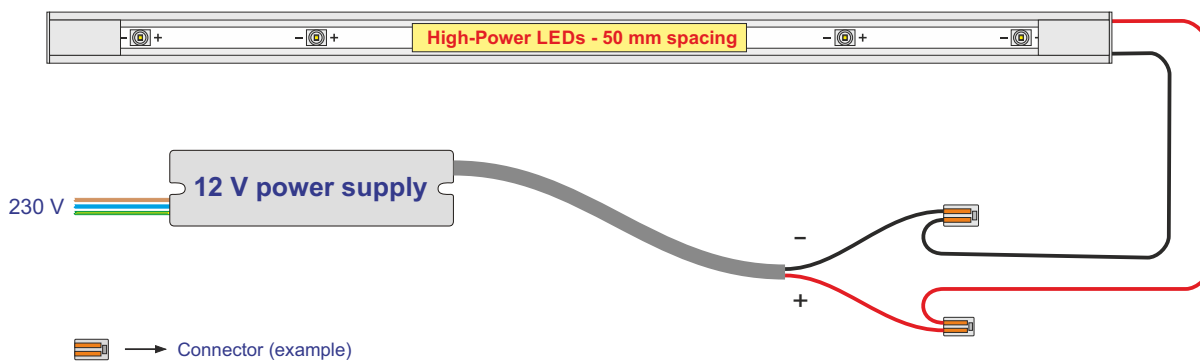 - + - + High-Power LEDs - 50 mm spacing - + -
12 V power supply
230 V
-
+
Connector (example)